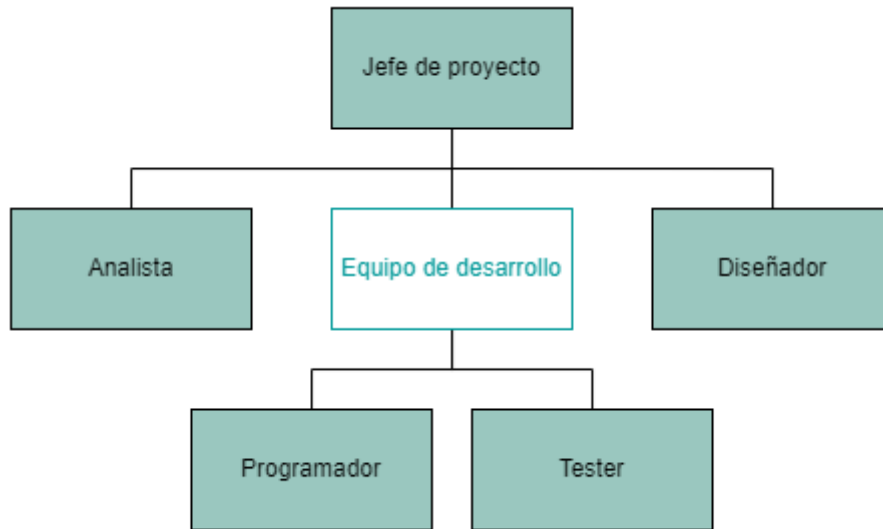 Jefe de proyecto
Analista
Equipo de desarrollo
Diseñador
Programador
Tester